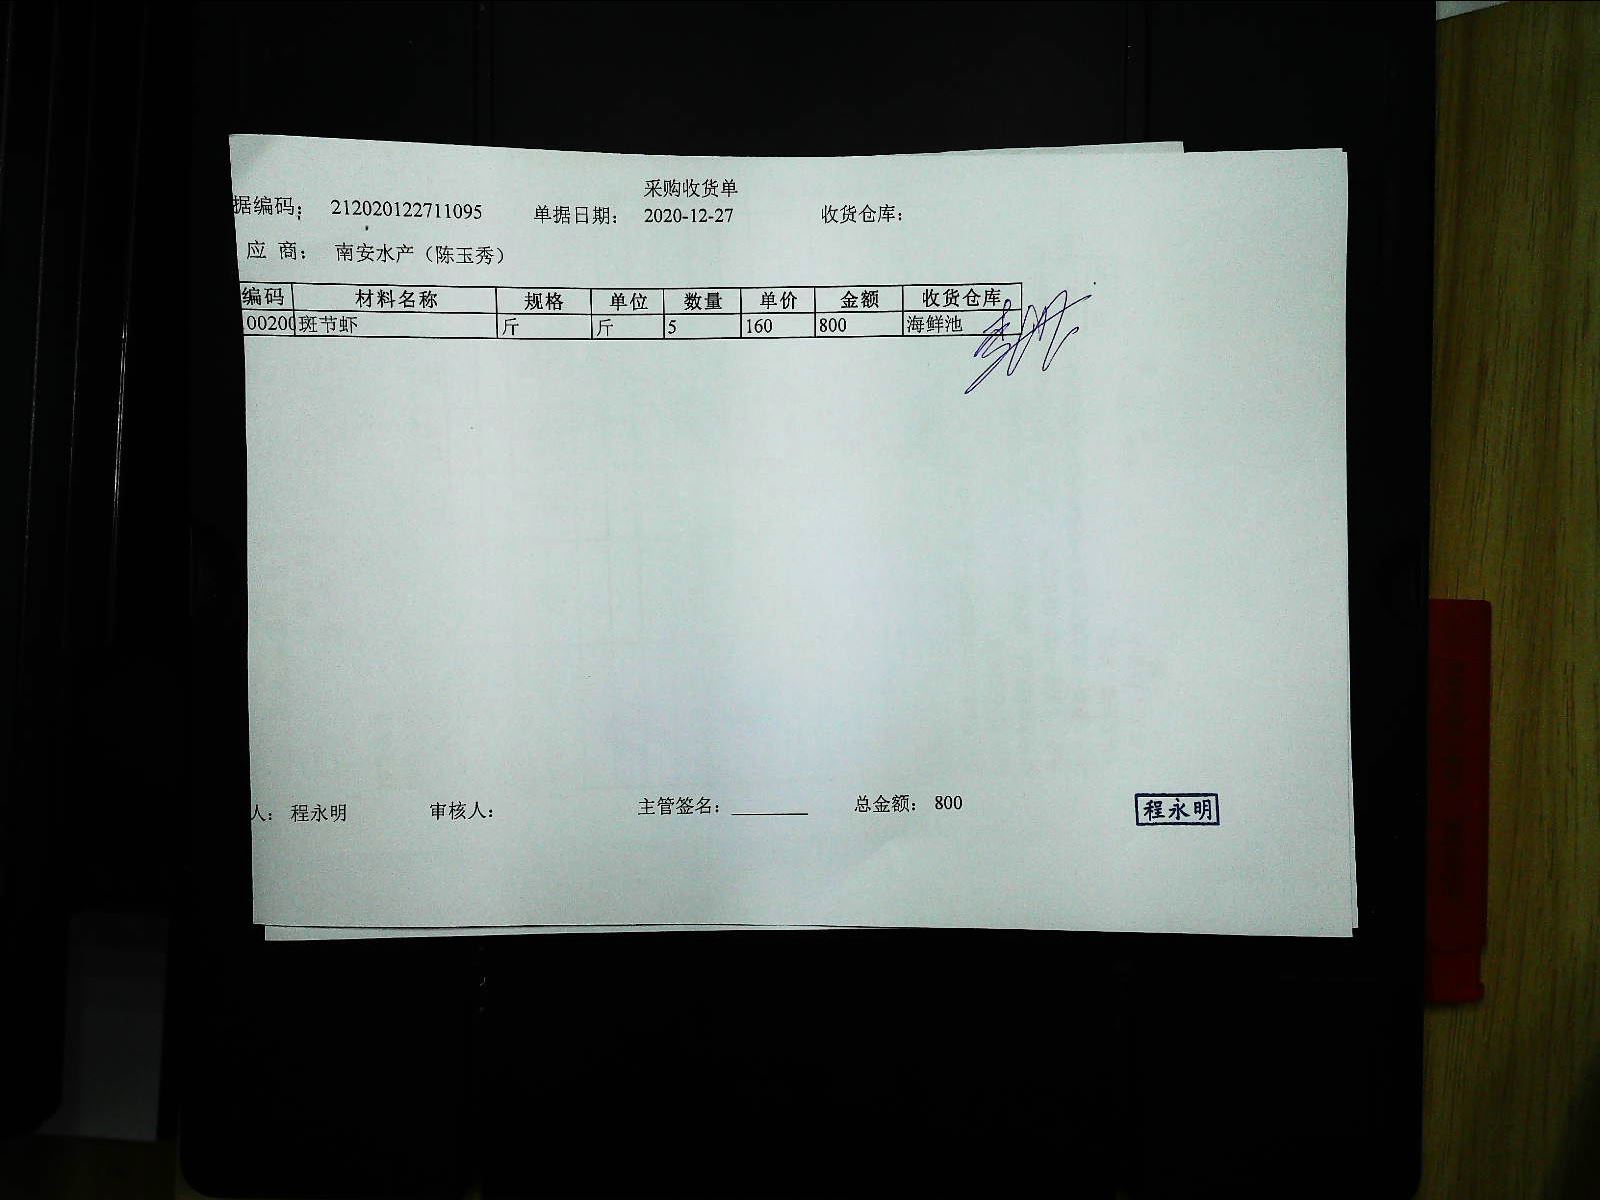 采购收货单
据编码： 212020122711095 单据日期： 2020-12-27 收货仓库：
应 商： 南安水产（陈玉秀）
编码 材料名称 规格 单位 数量 单价 金额 收货仓库
00200 斑节虾 斤 斤 5 160 800 海鲜池
人： 程永明 审核人： 主管签名： ________ 总金额： 800 程永明